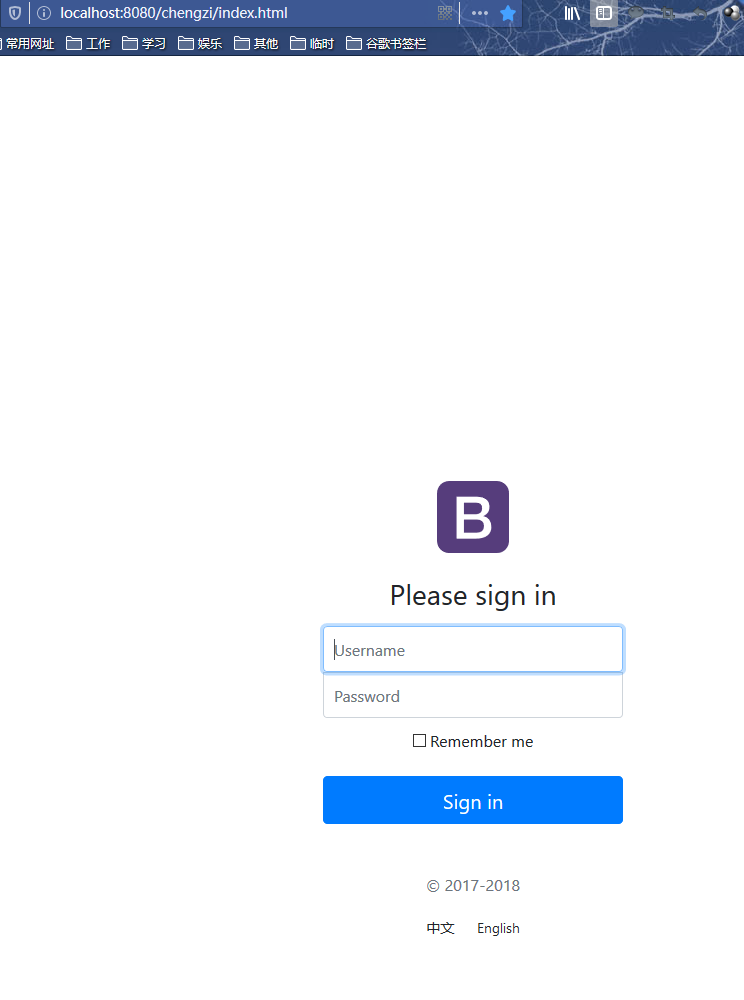 localhost:8080/chengzi/index.html
常用网址 工作 学习 娱乐 其他 临时 谷歌书签栏
B
Please sign in
Username
Password
Remember me
Sign in
© 2017-2018
中文 English